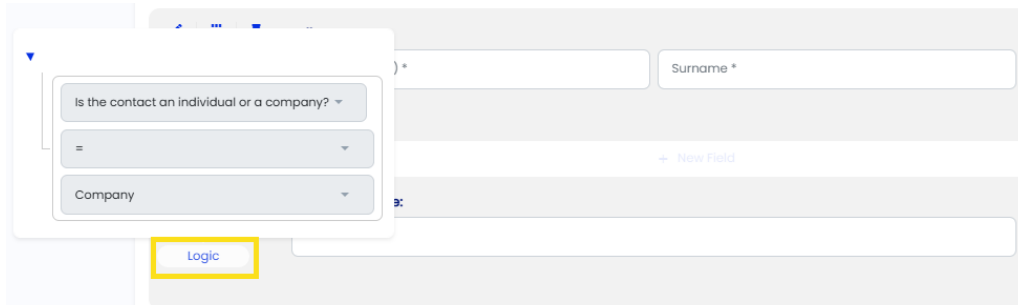 ) *
Surname *
Is the contact an individual or a company?
=
Company
+ New Field
e:
Logic